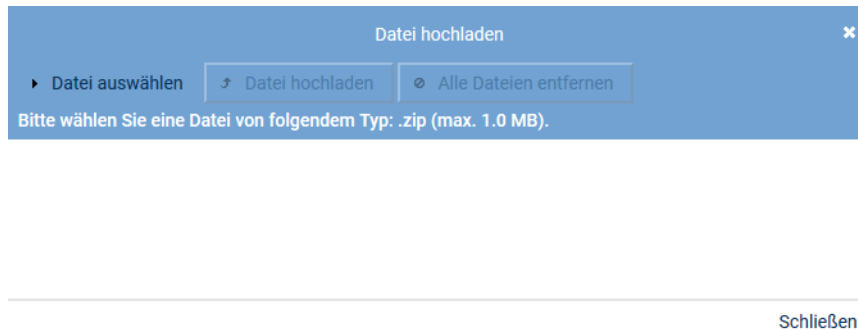 Datei hochladen
Datei auswählen Datei hochladen Alle Dateien entfernen
Bitte wählen Sie eine Datei von folgendem Typ: .zip (max. 1.0 MB).
Schließen